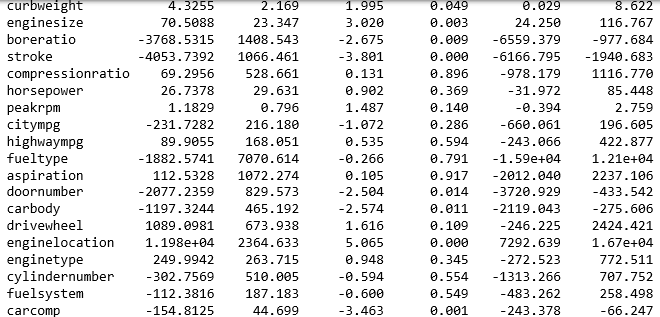 curbweight 4.3255 2.169 1.995 0.049 0.029 8.622
enginesize 70.5088 23.347 3.020 0.003 24.250 116.767
boreratio -3768.5315 1408.543 -2.675 0.009 -6559.379 -977.684
stroke -4053.7392 1066.461 -3.801 0.000 -6166.795 -1940.683
compressionratio 69.2956 528.661 0.131 0.896 -978.179 1116.770
horsepower 26.7378 29.631 0.902 0.369 -31.972 85.448
peakrpm 1.1829 0.796 1.487 0.140 -0.394 2.759
citympg -231.7282 216.180 -1.072 0.286 -660.061 196.605
highwaympg 89.9055 168.051 0.535 0.594 -243.066 422.877
fueltype -1882.5741 7070.614 -0.266 0.791 -1.59e+04 1.21e+04
aspiration 112.5328 1072.274 0.105 0.917 -2012.040 2237.106
doornumber -2077.2359 829.573 -2.504 0.014 -3720.929 -433.542
carbody -1197.3244 465.192 -2.574 0.011 -2119.043 -275.606
drivewheel 1089.0981 673.938 1.616 0.109 -246.225 2424.421
enginelocation 1.198e+04 2364.633 5.065 0.000 7292.639 1.67e+04
enginetype 249.9942 263.715 0.948 0.345 -272.523 772.511
cylindernumber -302.7569 510.005 -0.594 0.554 -1313.266 707.752
fuelsystem -112.3816 187.183 -0.600 0.549 -483.262 258.498
carcomp -154.8125 44.699 -3.463 0.001 -243.378 -66.247